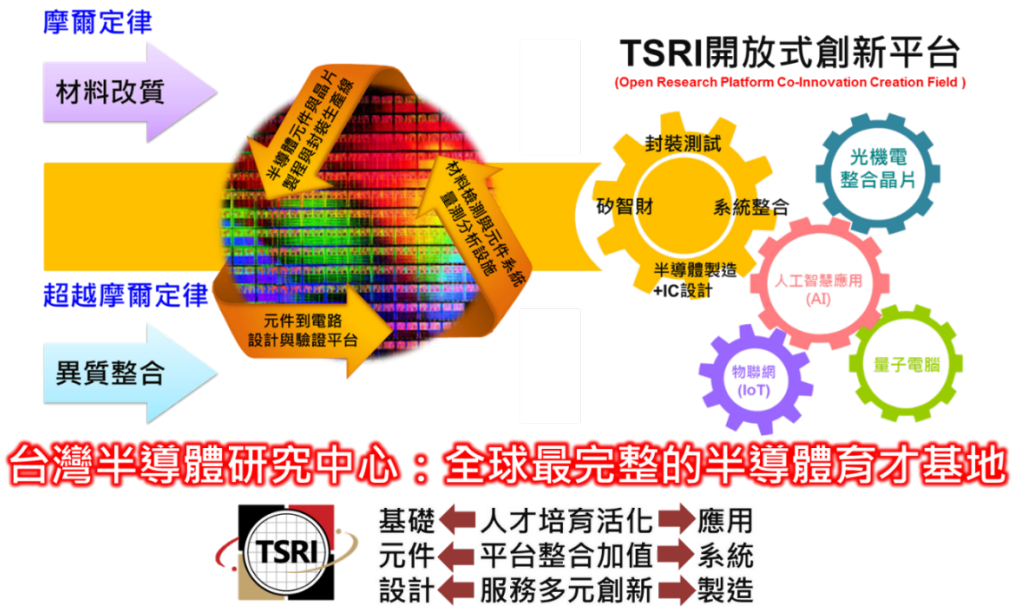 摩爾定律
材料改質
超越摩爾定律
異質整合
半導體元件與晶片
製程與封裝生產線
材料檢測與元件系統
量測分析設施
元件到電路
設計與驗證平台
TSRI開放式創新平台
(Open Research Platform Co-Innovation Creation Field )
封裝測試
矽智財
系統整合
半導體製造
+IC設計
光機電
整合晶片
人工智慧應用
(AI)
物聯網
(IoT)
量子電腦
台灣半導體研究中心：全球最完整的半導體育才基地
TSRI
基礎 人才培育活化 應用
元件 平台整合加值 系統
設計 服務多元創新 製造